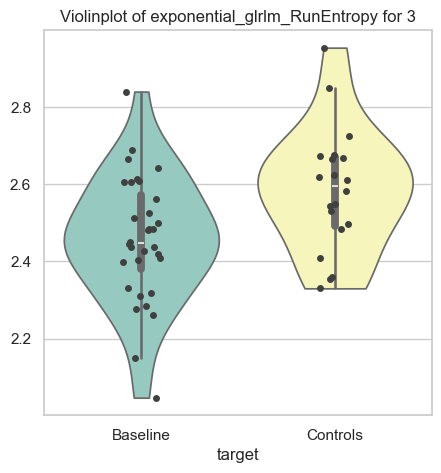 Violinplot of exponential_glrlm_RunEntropy for 3
2.8
2.6
2.4
2.2
Baseline Controls
target